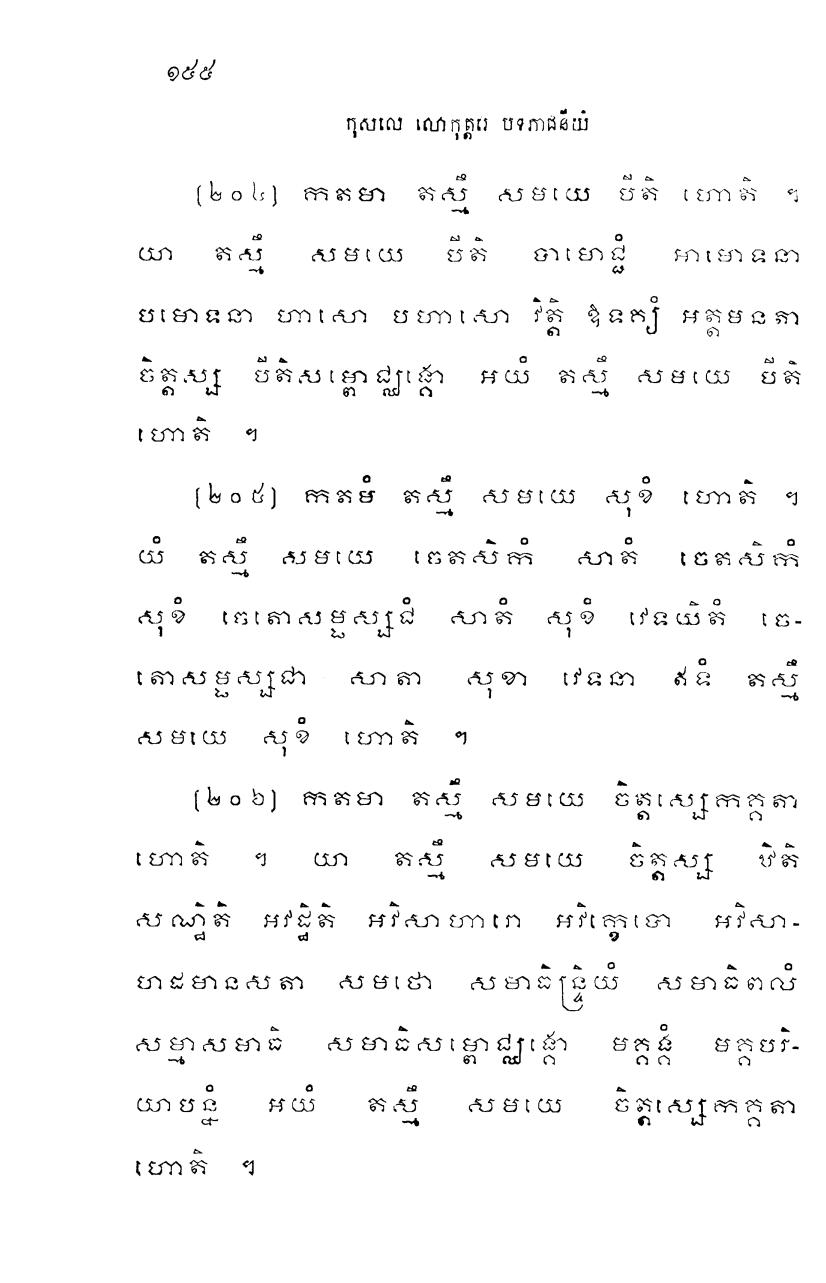 ១៥៥
កុសលេ លោកុត្តរេ បទភាជនីយំ
(២០៤) កតមា តស្មឹ សមយេ បីតិ ហោតិ ។
យា តស្មឹ សមយេ បីតិ បាមោជ្ជំ អាមោទនា
បមោទនា ហាសោ បហាសោ វិត្តិ ឱទគ្យំ អត្តមនតា
ចិត្តស្ស បីតិសម្ពោជ្ឈង្គោ អយំ តស្មឹ សមយេ បីតិ
ហោតិ ។
(២០៥) កតមំ តស្មឹ សមយេ សុខំ ហោតិ ។
យំ តស្មឹ សមយេ ចេតសិកំ សាតំ ចេតសិកំ
សុខំ ចេតោសម្ផស្សជំ សាតំ សុខំ វេទយិតំ ចេ-
តោសម្ផស្សជា សាតា សុខា វេទនា ឥទំ តស្មឹ
សមយេ សុខំ ហោតិ ។
(២០៦) កតមា តស្មឹ សមយេ ចិត្តស្សេកគ្គតា
ហោតិ ។ យា តស្មឹ សមយេ ចិត្តស្ស ឋិតិ
សណ្ឋិតិ អវដ្ឋិតិ អវិសាហារោ អវិក្ខេបោ អវិសា-
ហដមានសតា សមថោ សមាធិន្ទ្រិយំ សមាធិពលំ
សម្មាសមាធិ សមាធិសម្ពោជ្ឈង្គោ មគ្គង្គំ មគ្គបរិ-
យាបន្នំ អយំ តស្មឹ សមយេ ចិត្តស្សេកគ្គតា
ហោតិ ។